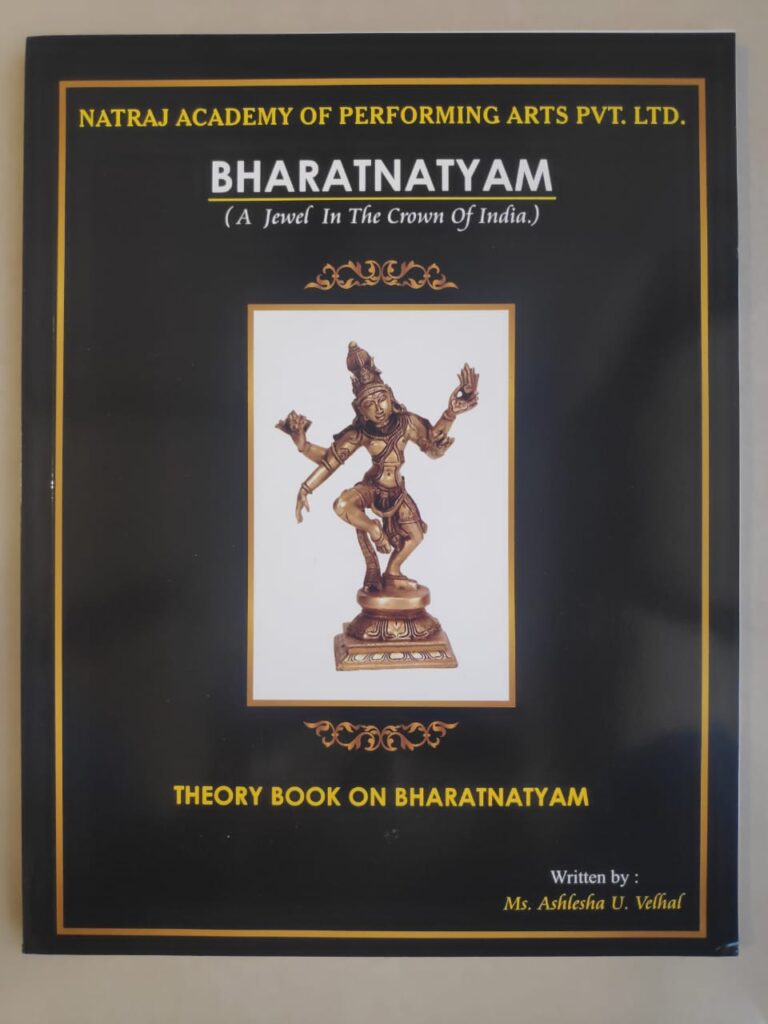 NATRAJ ACADEMY OF PERFORMING ARTS PVT. LTD.
BHARATNATYAM
( A Jewel In The Crown Of India.)
THEORY BOOK ON BHARATNATYAM
Written by :
Ms. Ashlesha U. Velhal